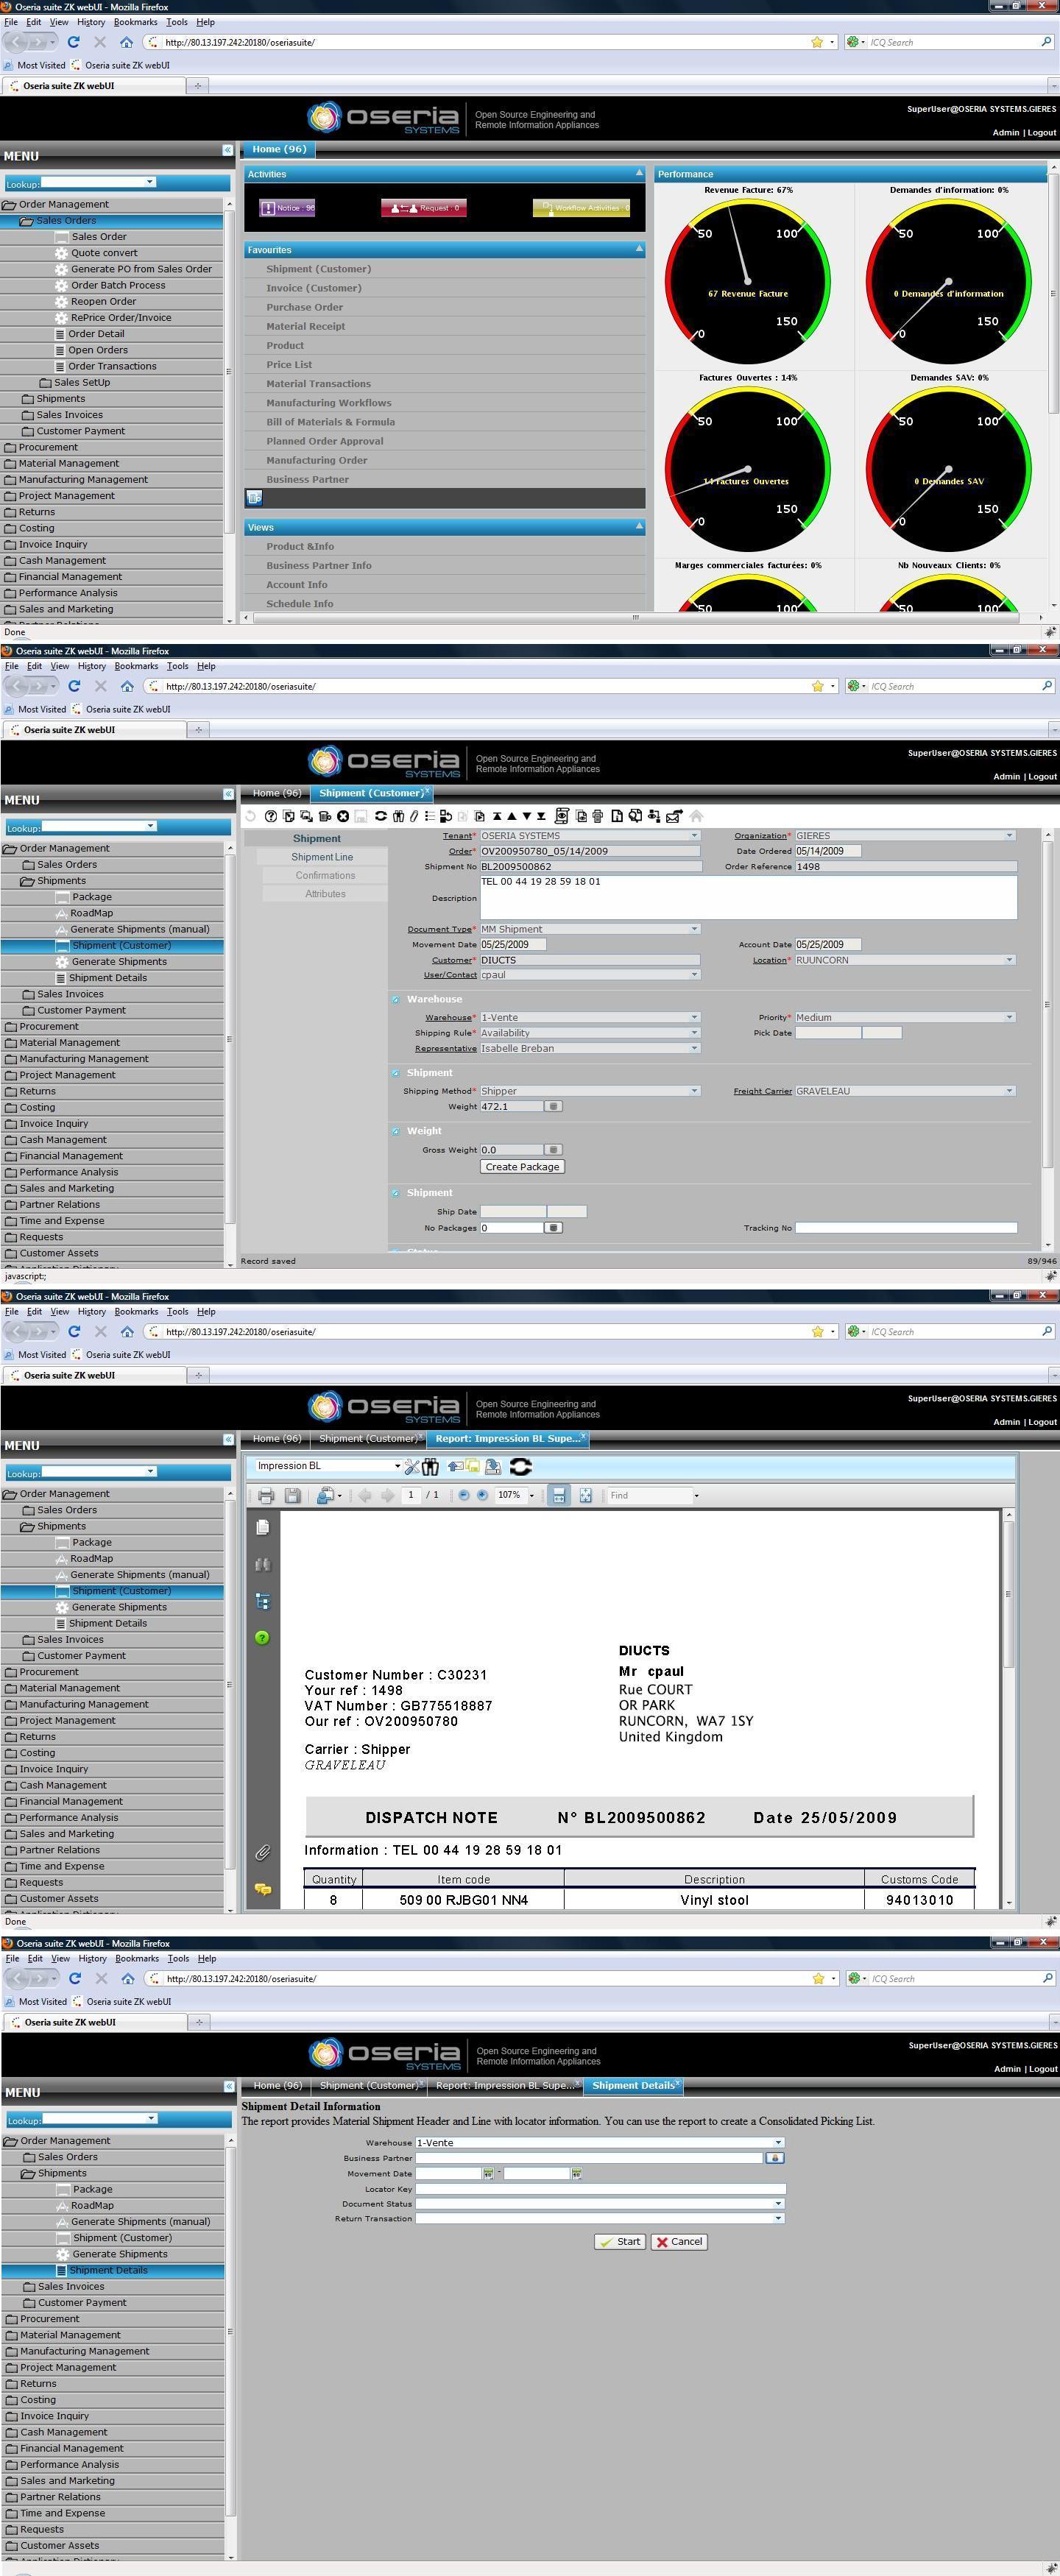 Oseria suite ZK webUI - Mozilla Firefox
File Edit View History Bookmarks Tools Help
http://80.13.197.242:20180/oseriasuite/
ICQ Search
Most Visited Oseria suite ZK webUI
Oseria suite ZK webUI
oseria SYSTEMS
Open Source Engineering and
Remote Information Appliances
SuperUser@OSERIA SYSTEMS.GIERES
Admin | Logout
MENU
Lookup:
Order Management
Sales Orders
Sales Order
Quote convert
Generate PO from Sales Order
Order Batch Process
Reopen Order
RePrice Order/Invoice
Order Detail
Open Orders
Order Transactions
Sales SetUp
Shipments
Sales Invoices
Customer Payment
Procurement
Material Management
Manufacturing Management
Project Management
Returns
Costing
Invoice Inquiry
Cash Management
Financial Management
Performance Analysis
Sales and Marketing
Partner Relations
Home (96)
Activities
Notice : 96
Request : 0
Workflow Activities : 0
Favourites
Shipment (Customer)
Invoice (Customer)
Purchase Order
Material Receipt
Product
Price List
Material Transactions
Manufacturing Workflows
Bill of Materials & Formula
Planned Order Approval
Manufacturing Order
Business Partner
Views
Product &Info
Business Partner Info
Account Info
Schedule Info
Performance
Revenue Facture: 67%
50 100
67 Revenue Facture
0 150
Demandes d'information: 0%
50 100
0 Demandes d'information
0 150
Factures Ouvertes : 14%
50 100
14 Factures Ouvertes
0 150
Demandes SAV: 0%
50 100
0 Demandes SAV
0 150
Marges commerciales facturées: 0%
50 100
Nb Nouveaux Clients: 0%
50 100
Done
Oseria suite ZK webUI - Mozilla Firefox
File Edit View History Bookmarks Tools Help
http://80.13.197.242:20180/oseriasuite/
ICQ Search
Most Visited Oseria suite ZK webUI
Oseria suite ZK webUI
oseria SYSTEMS
Open Source Engineering and
Remote Information Appliances
SuperUser@OSERIA SYSTEMS.GIERES
Admin | Logout
MENU
Lookup:
Order Management
Sales Orders
Shipments
Package
RoadMap
Generate Shipments (manual)
Shipment (Customer)
Generate Shipments
Shipment Details
Sales Invoices
Customer Payment
Procurement
Material Management
Manufacturing Management
Project Management
Returns
Costing
Invoice Inquiry
Cash Management
Financial Management
Performance Analysis
Sales and Marketing
Partner Relations
Time and Expense
Requests
Customer Assets
Application Dictionary
Home (96) Shipment (Customer)
Shipment
Shipment Line
Confirmations
Attributes
Tenant* OSERIA SYSTEMS Organization* GIERES
Order* OV200950780_05/14/2009 Date Ordered 05/14/2009
Shipment No BL2009500862 Order Reference 1498
Description TEL 00 44 19 28 59 18 01
Document Type* MM Shipment
Movement Date 05/25/2009 Account Date 05/25/2009
Customer* DIUCTS Location* RUUNCORN
User/Contact cpaul
Warehouse
Warehouse* 1-Vente Priority* Medium
Shipping Rule* Availability Pick Date
Representative Isabelle Breban
Shipment
Shipping Method* Shipper Freight Carrier GRAVELEAU
Weight 472.1
Weight
Gross Weight 0.0
Create Package
Shipment
Ship Date
No Packages 0 Tracking No
Status
Record saved 89/946
javascript:;
Oseria suite ZK webUI - Mozilla Firefox
File Edit View History Bookmarks Tools Help
http://80.13.197.242:20180/oseriasuite/
ICQ Search
Most Visited Oseria suite ZK webUI
Oseria suite ZK webUI
oseria SYSTEMS
Open Source Engineering and
Remote Information Appliances
SuperUser@OSERIA SYSTEMS.GIERES
Admin | Logout
MENU
Lookup:
Order Management
Sales Orders
Shipments
Package
RoadMap
Generate Shipments (manual)
Shipment (Customer)
Generate Shipments
Shipment Details
Sales Invoices
Customer Payment
Procurement
Material Management
Manufacturing Management
Project Management
Returns
Costing
Invoice Inquiry
Cash Management
Financial Management
Performance Analysis
Sales and Marketing
Partner Relations
Time and Expense
Requests
Customer Assets
Application Dictionary
Home (96) Shipment (Customer) Report: Impression BL Supe...
Impression BL
1 / 1 107% Find
DIUCTS
Mr cpaul
Rue COURT
OR PARK
RUNCORN, WA7 1SY
United Kingdom
Customer Number : C30231
Your ref : 1498
VAT Number : GB775518887
Our ref : OV200950780
Carrier : Shipper
GRAVELEAU
DISPATCH NOTE N° BL2009500862 Date 25/05/2009
Information : TEL 00 44 19 28 59 18 01
Quantity Item code Description Customs Code
8 509 00 RJBG01 NN4 Vinyl stool 94013010
Done
Oseria suite ZK webUI - Mozilla Firefox
File Edit View History Bookmarks Tools Help
http://80.13.197.242:20180/oseriasuite/
ICQ Search
Most Visited Oseria suite ZK webUI
Oseria suite ZK webUI
oseria SYSTEMS
Open Source Engineering and
Remote Information Appliances
SuperUser@OSERIA SYSTEMS.GIERES
Admin | Logout
MENU
Lookup:
Order Management
Sales Orders
Shipments
Package
RoadMap
Generate Shipments (manual)
Shipment (Customer)
Generate Shipments
Shipment Details
Sales Invoices
Customer Payment
Procurement
Material Management
Manufacturing Management
Project Management
Returns
Costing
Invoice Inquiry
Cash Management
Financial Management
Performance Analysis
Sales and Marketing
Partner Relations
Time and Expense
Requests
Customer Assets
Application Dictionary
Home (96) Shipment (Customer) Report: Impression BL Supe... Shipment Details
Shipment Detail Information
The report provides Material Shipment Header and Line with locator information. You can use the report to create a Consolidated Picking List.
Warehouse 1-Vente
Business Partner
Movement Date -
Locator Key
Document Status
Return Transaction
Start Cancel